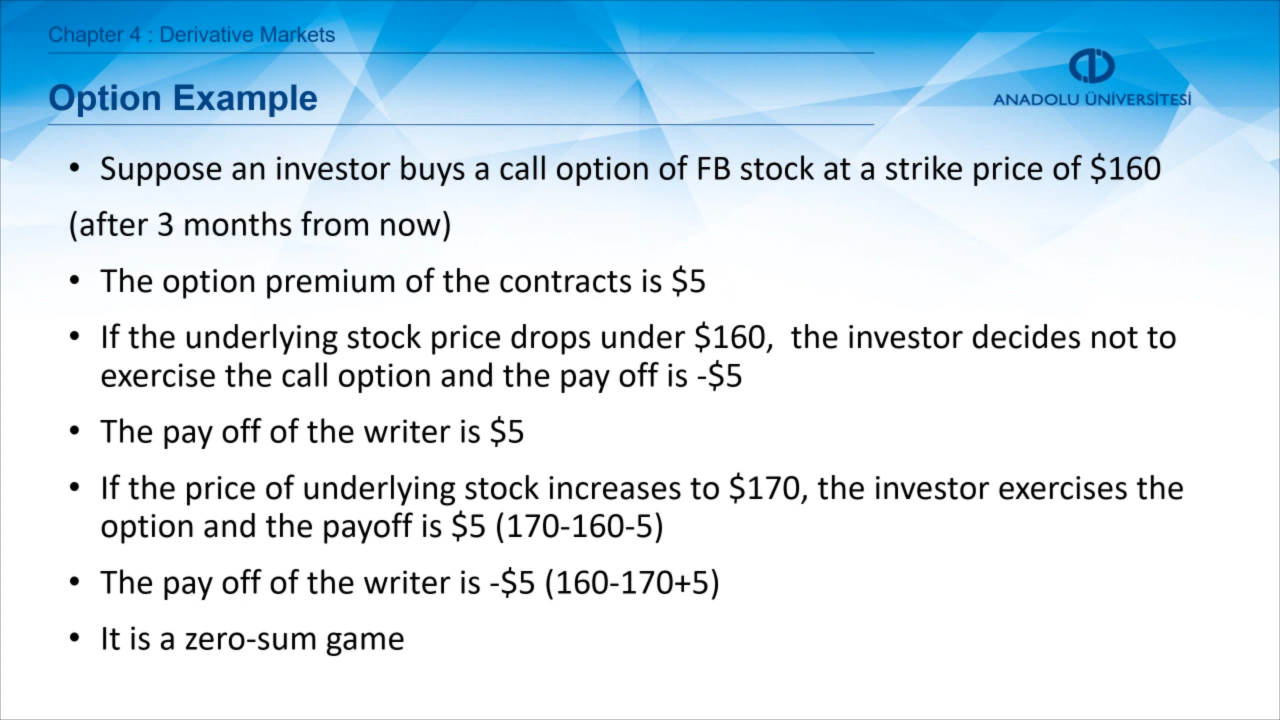 Chapter 4 : Derivative Markets
Option Example
ANADOLU ÜNİVERSİTESİ
• Suppose an investor buys a call option of FB stock at a strike price of $160
(after 3 months from now)
• The option premium of the contracts is $5
• If the underlying stock price drops under $160,  the investor decides not to
exercise the call option and the pay off is -$5
• The pay off of the writer is $5
• If the price of underlying stock increases to $170, the investor exercises the
option and the payoff is $5 (170-160-5)
• The pay off of the writer is -$5 (160-170+5)
• It is a zero-sum game